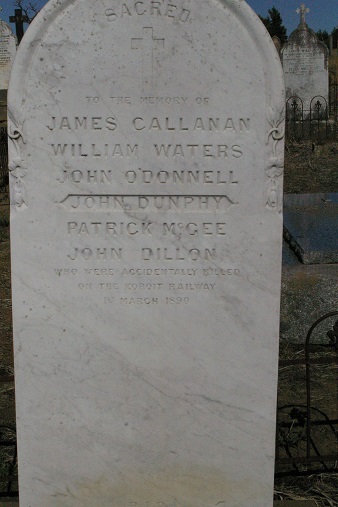 SACRED
TO THE MEMORY OF
JAMES CALLANAN
WILLIAM WATERS
JOHN O'DONNELL
JOHN DUNPHY
PATRICK McGEE
JOHN DILLON
WHO WERE ACCIDENTALLY KILLED
ON THE KOROIT RAILWAY
IN MARCH 1890